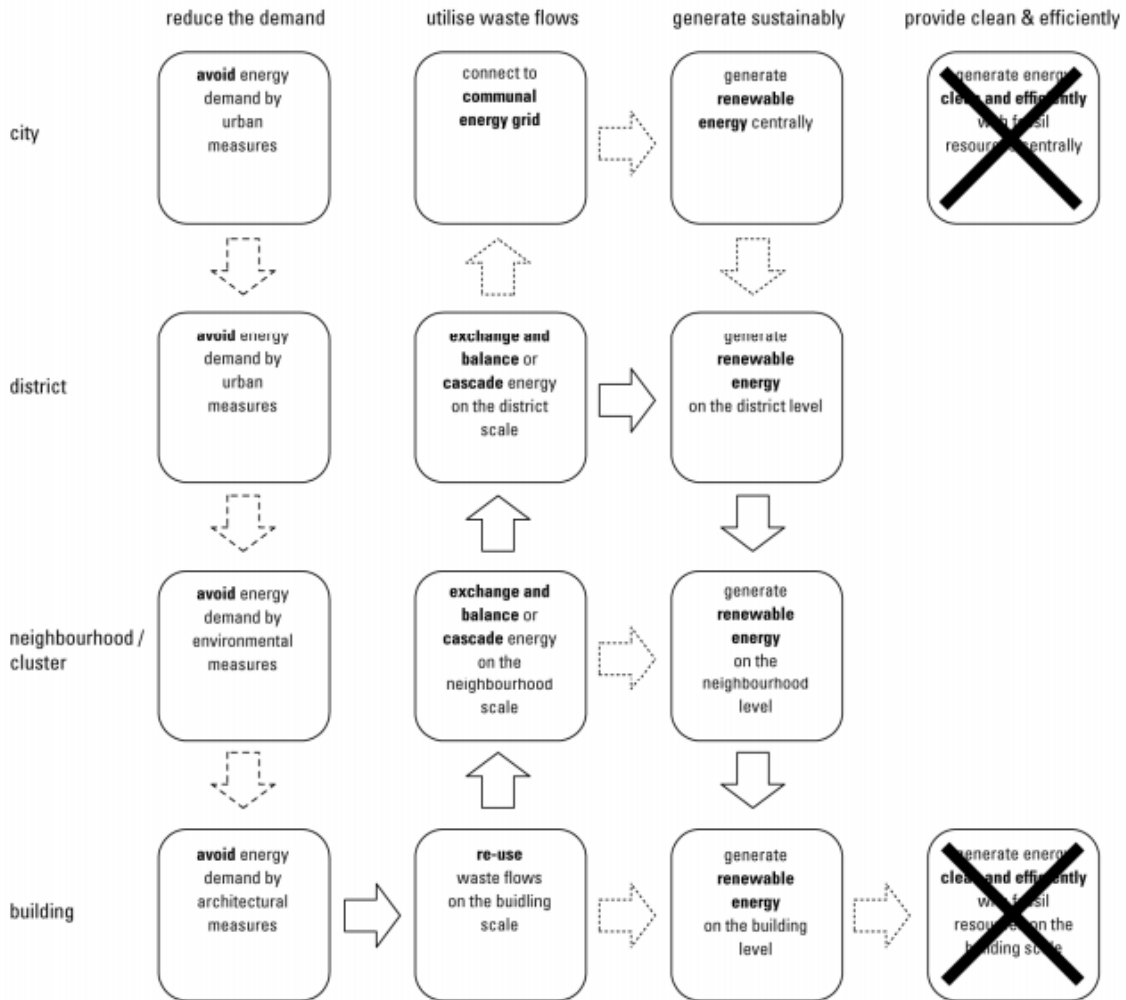 reduce the demand
utilise waste flows
generate sustainably
provide clean & efficiently
city
avoid energy
demand by
urban
measures
connect to
communal
energy grid
generate
renewable
energy centrally
generate energy
clean and efficiently
with fossil
resources centrally
district
avoid energy
demand by
urban
measures
exchange and
balance or
cascade energy
on the district
scale
generate
renewable
energy
on the district level
neighbourhood /
cluster
avoid energy
demand by
environmental
measures
exchange and
balance or
cascade energy
on the
neighbourhood
scale
generate
renewable
energy
on the
neighbourhood
level
building
avoid energy
demand by
architectural
measures
re-use
waste flows
on the buidling
scale
generate
renewable
energy
on the building
level
generate energy
clean and efficiently
with fossil
resources on the
building scale